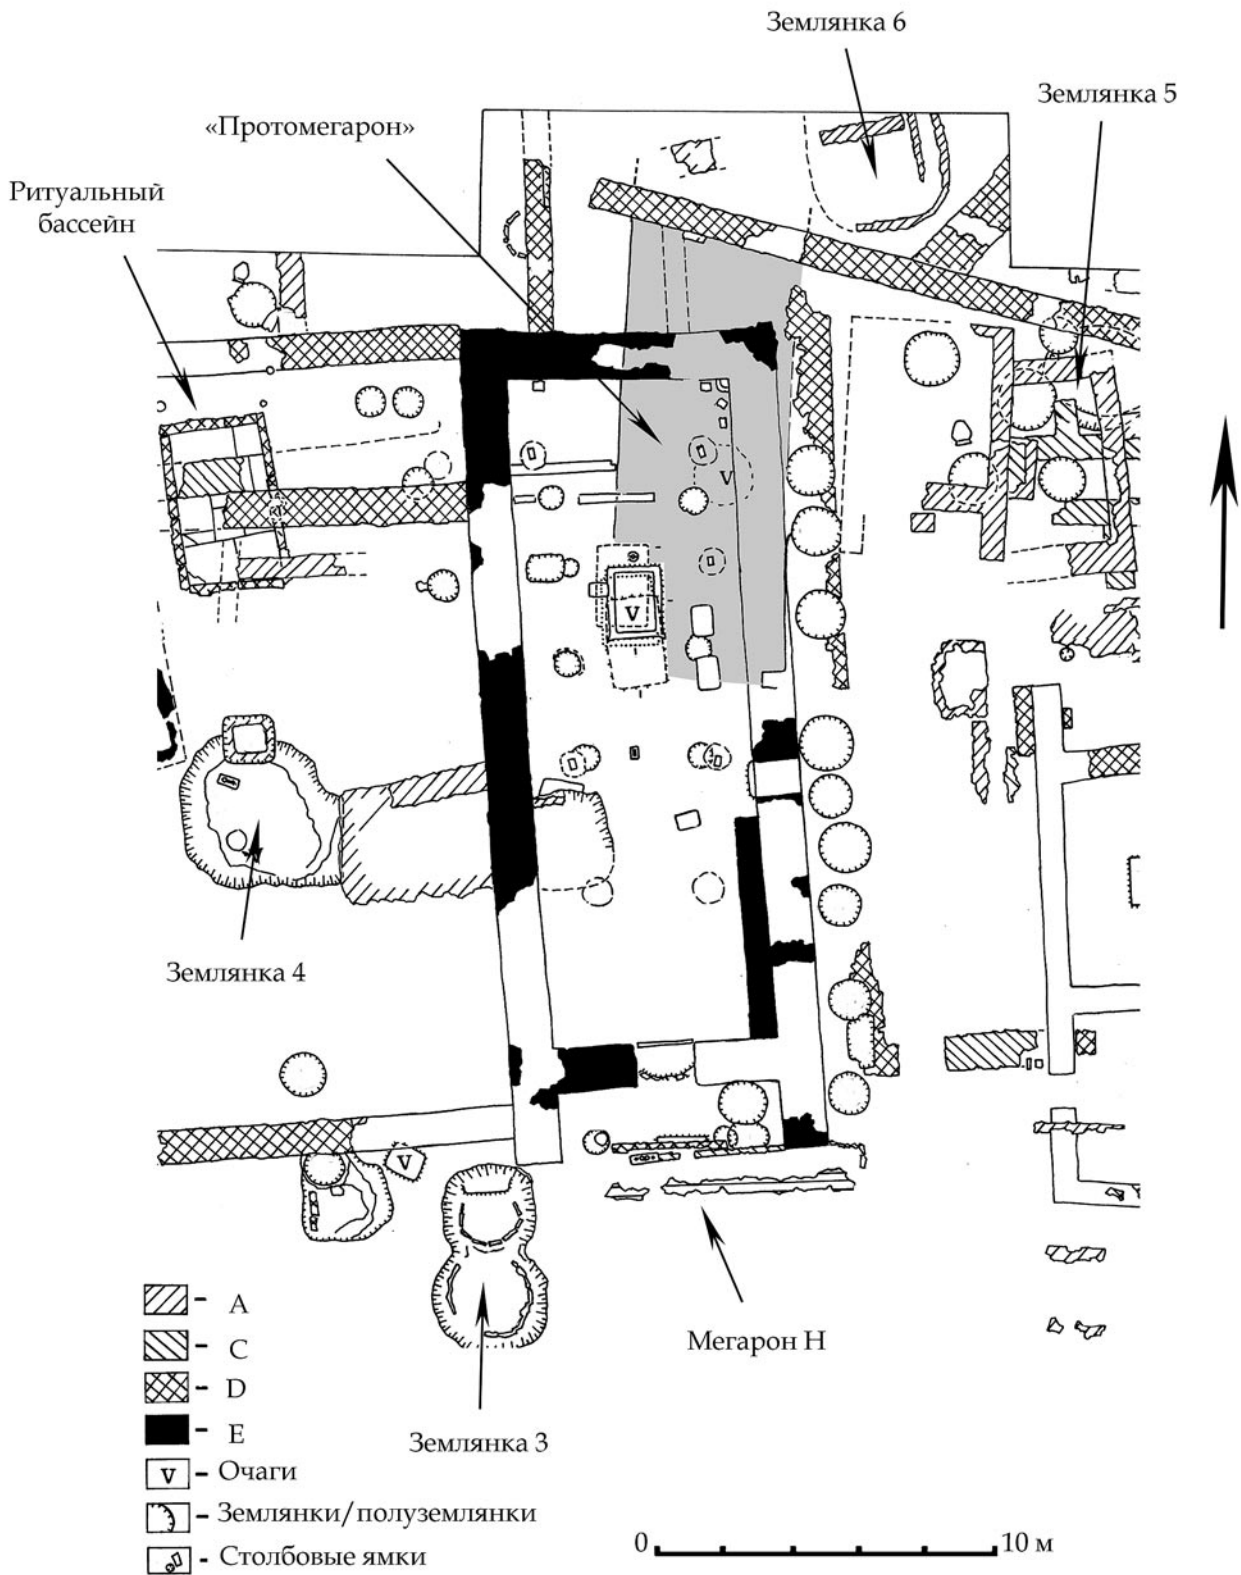 Землянка 6
Землянка 5
«Протомегарон»
Ритуальный
бассейн
V
V
Землянка 4
V
V
Мегарон H
Землянка 3
- A
- C
- D
- E
V - Очаги
- Землянки/полуземлянки
- Столбовые ямки
0 10 м